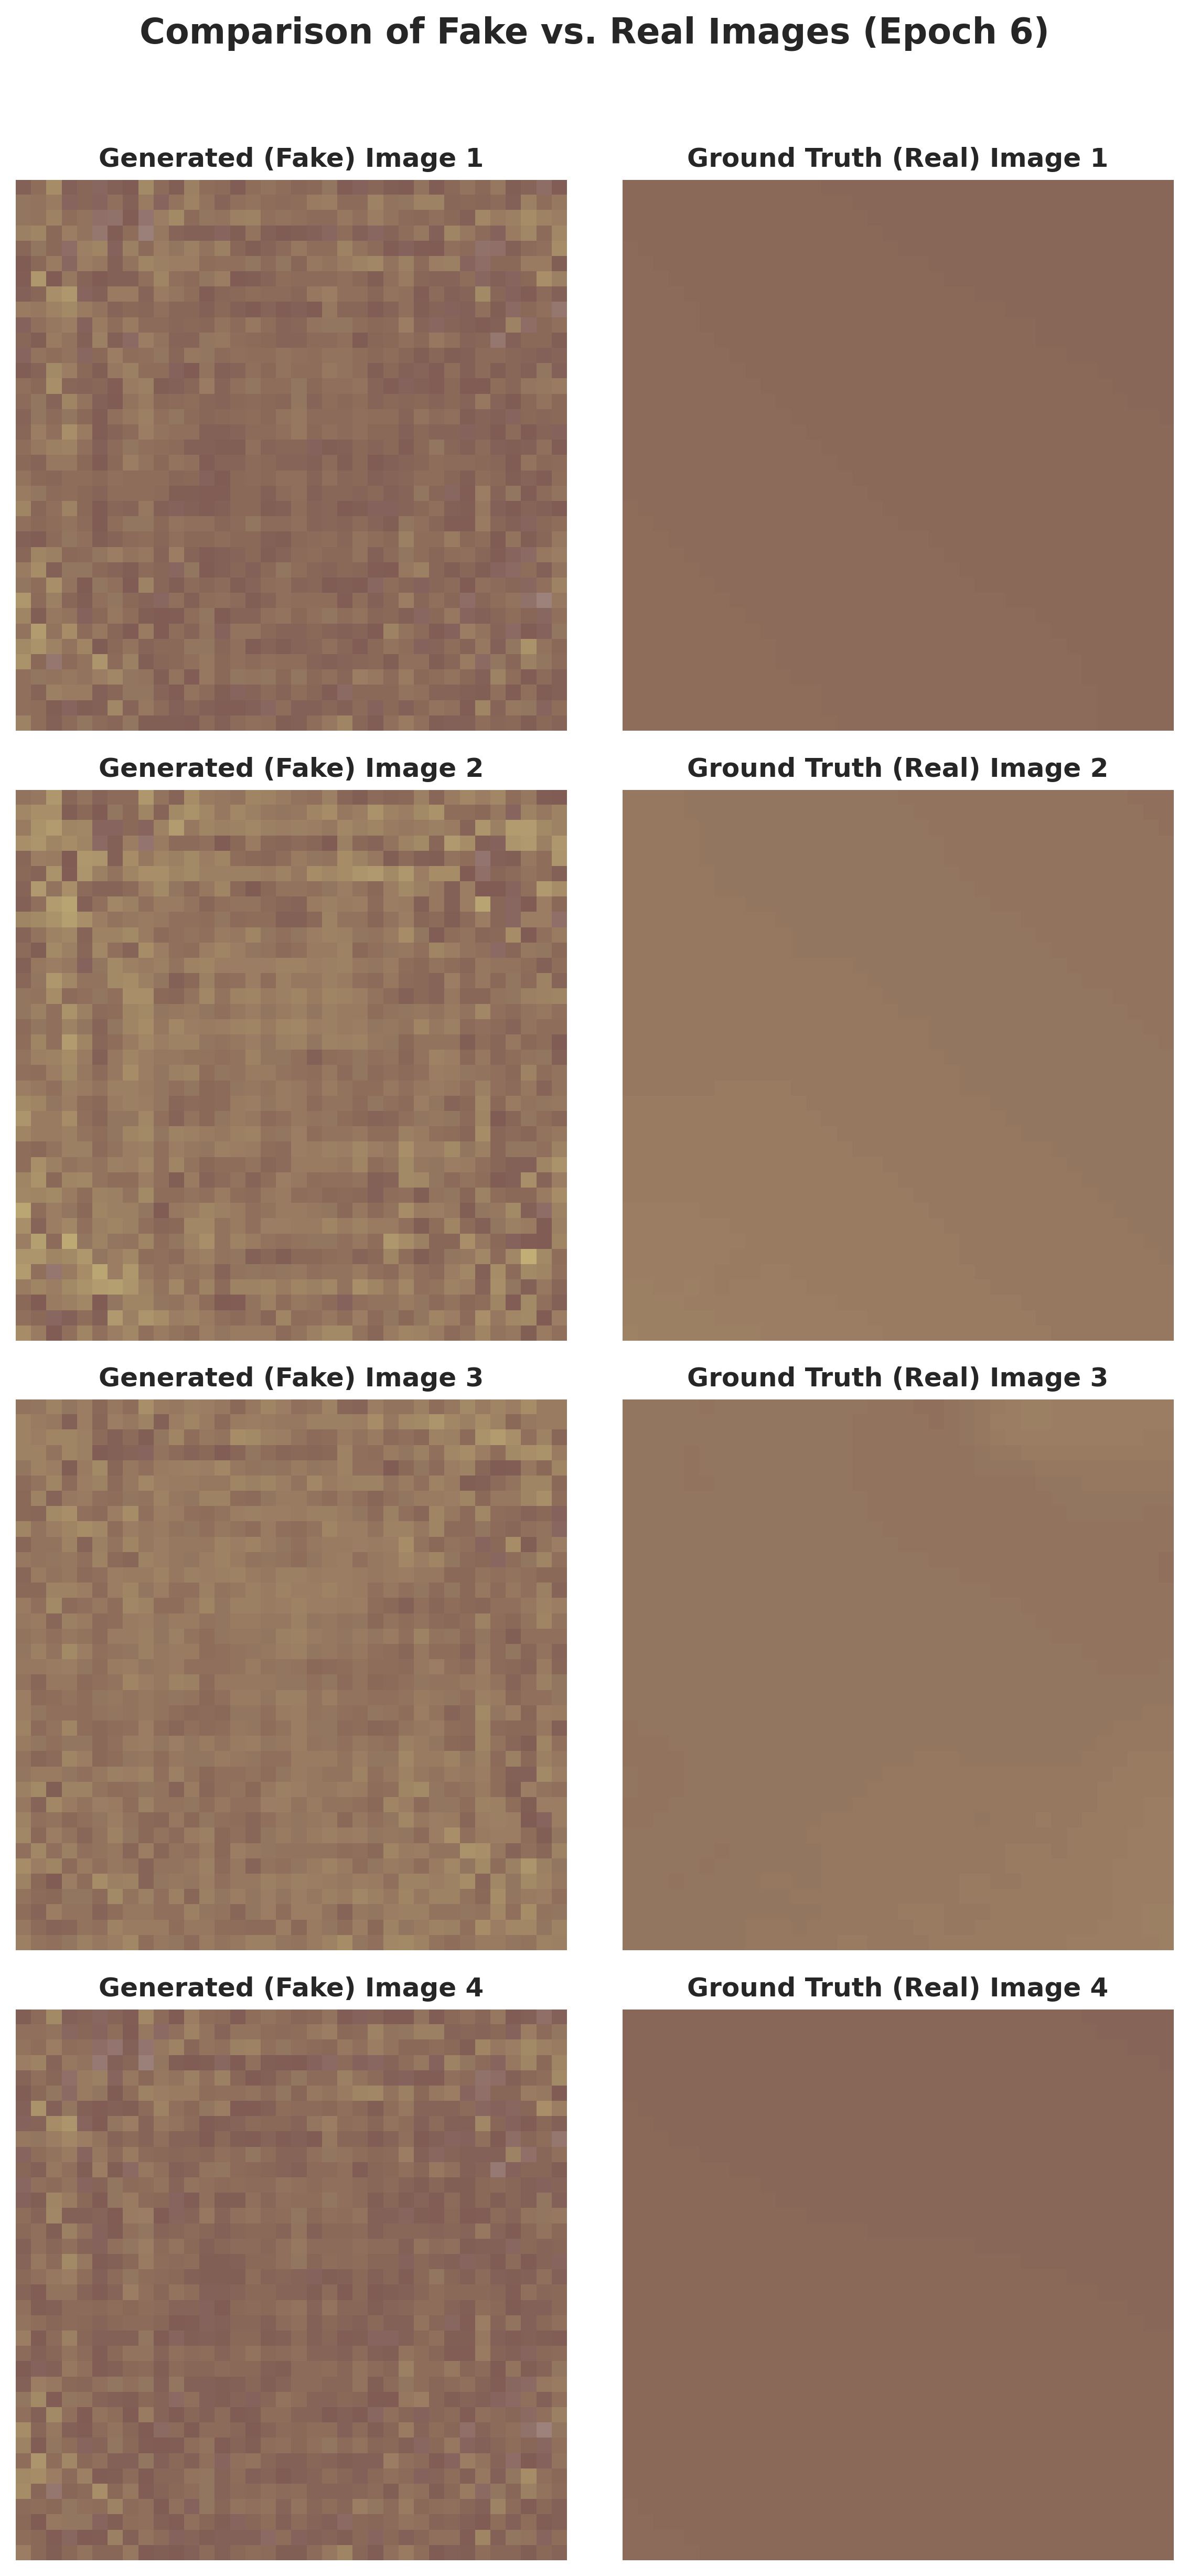 Comparison of Fake vs. Real Images (Epoch 6)
Generated (Fake) Image 1
Ground Truth (Real) Image 1
Generated (Fake) Image 2
Ground Truth (Real) Image 2
Generated (Fake) Image 3
Ground Truth (Real) Image 3
Generated (Fake) Image 4
Ground Truth (Real) Image 4